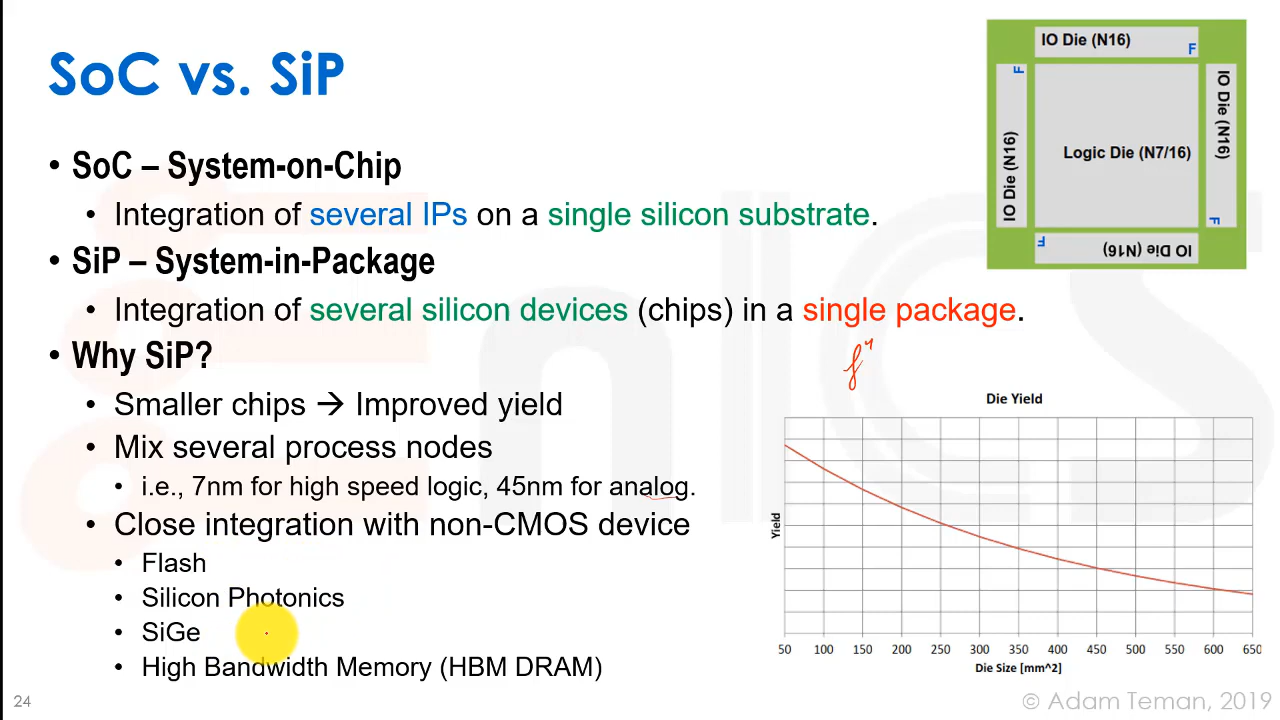 SoC vs. SiP
• SoC – System-on-Chip
• Integration of several IPs on a single silicon substrate.
• SiP – System-in-Package
• Integration of several silicon devices (chips) in a single package.
• Why SiP?
• Smaller chips → Improved yield
• Mix several process nodes
• i.e., 7nm for high speed logic, 45nm for analog.
• Close integration with non-CMOS device
• Flash
• Silicon Photonics
• SiGe
• High Bandwidth Memory (HBM DRAM)
IO Die (N16)
F
F
IO Die (N16)
Logic Die (N7/16)
IO Die (N16)
F
F
IO Die (N16)
Die Yield
Yield
50 100 150 200 250 300 350 400 450 500 550 600 650
Die Size [mm^2]
24
© Adam Teman, 2019